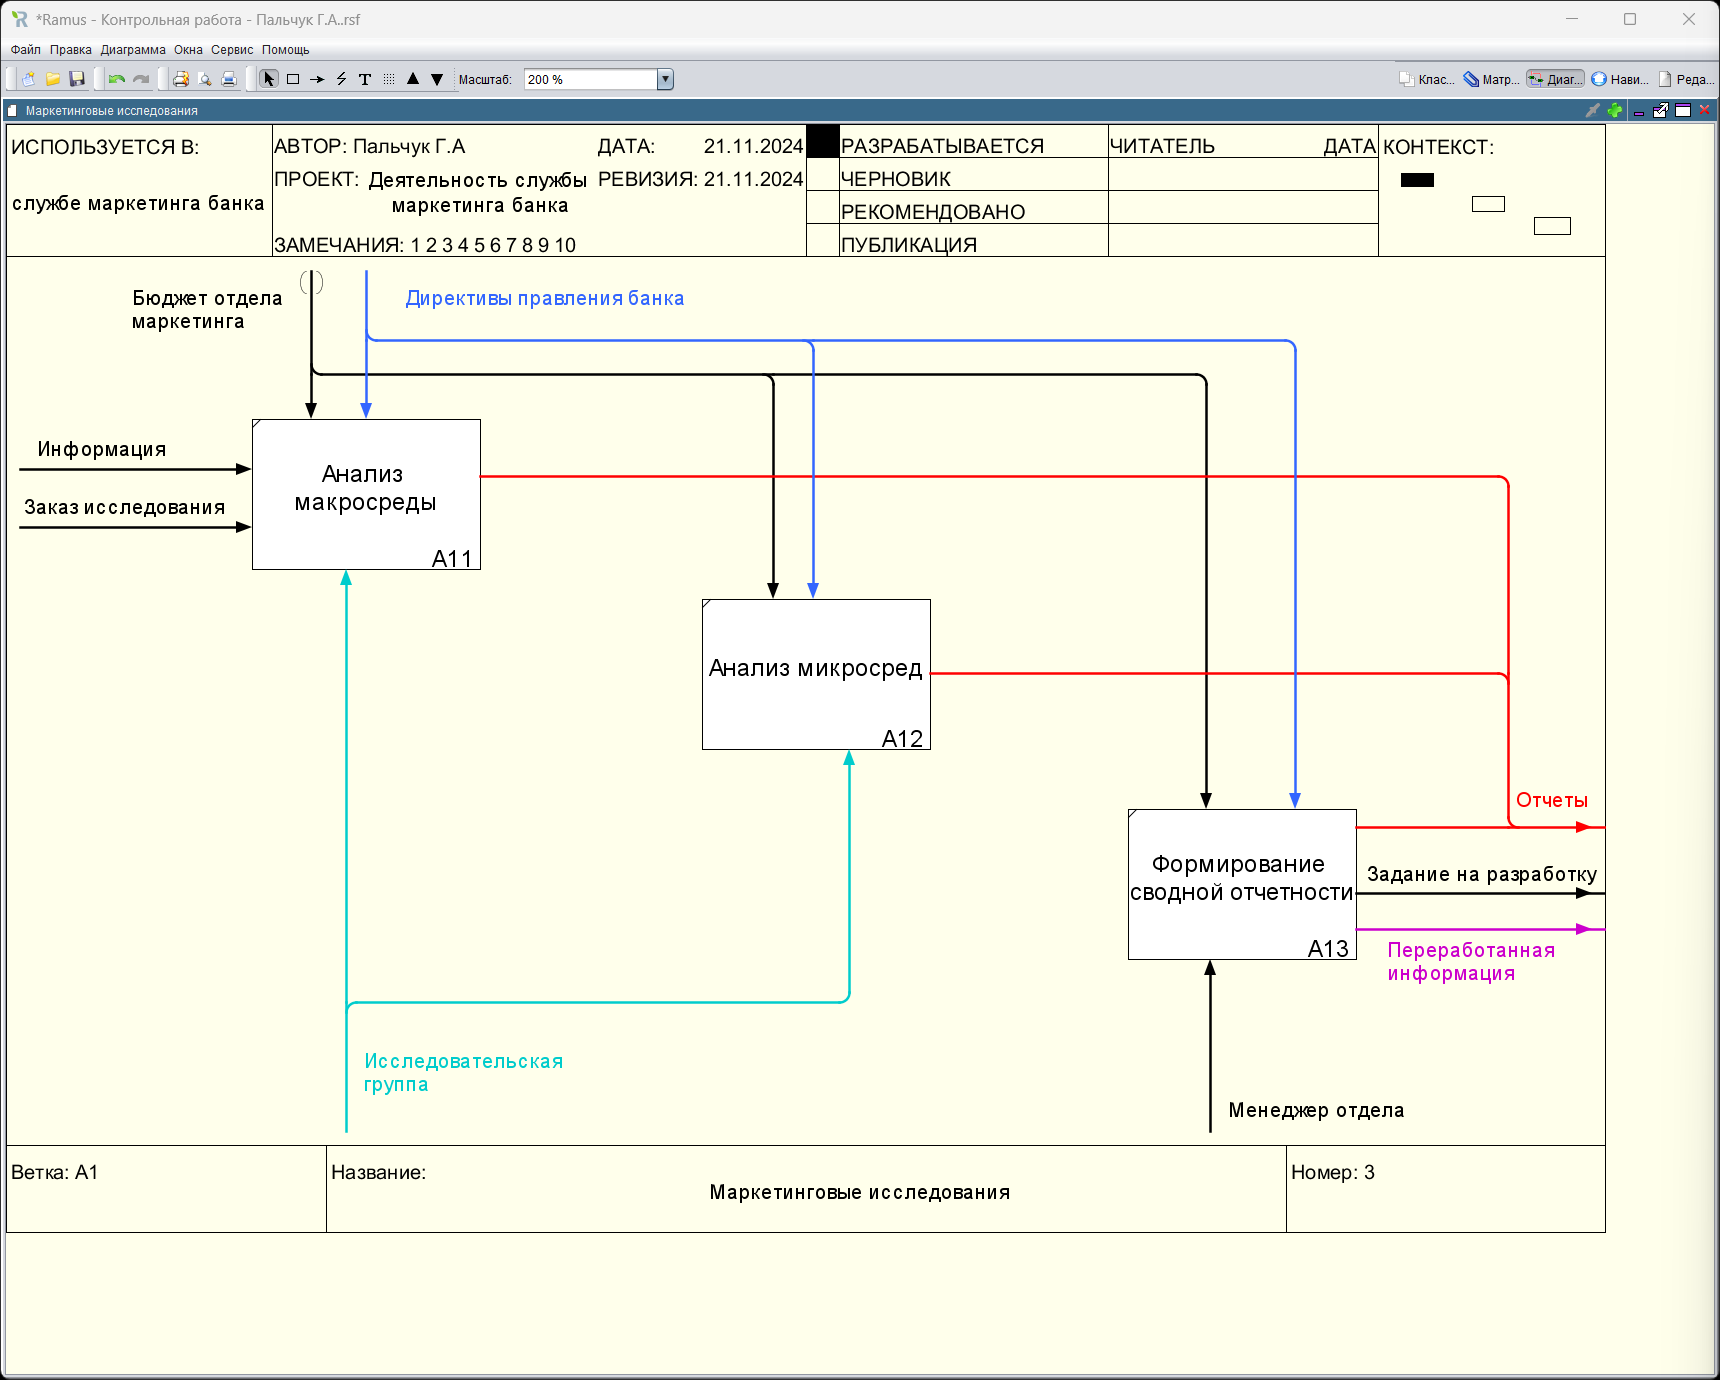 *Ramus - Контрольная работа - Пальчук Г.А..rsf
Файл Правка Диаграмма Окна Сервис Помощь
Масштаб: 200 % Клас... Матр... Диаг... Нави... Реда...
Маркетинговые исследования
ИСПОЛЬЗУЕТСЯ В:
службе маркетинга банка
АВТОР: Пальчук Г.А
ДАТА: 21.11.2024
ПРОЕКТ: Деятельность службы
маркетинга банка
РЕВИЗИЯ: 21.11.2024
ЗАМЕЧАНИЯ: 1 2 3 4 5 6 7 8 9 10
РАЗРАБАТЫВАЕТСЯ
ЧЕРНОВИК
РЕКОМЕНДОВАНО
ПУБЛИКАЦИЯ
ЧИТАТЕЛЬ ДАТА
КОНТЕКСТ:
Бюджет отдела
маркетинга
Директивы правления банка
Информация
Заказ исследования
Анализ
макросреды
A11
Анализ микросред
A12
Формирование
сводной отчетности
A13
Отчеты
Задание на разработку
Переработанная
информация
Исследовательская
группа
Менеджер отдела
Ветка: A1
Название:
Маркетинговые исследования
Номер: 3